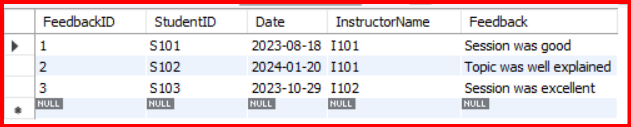 FeedbackID StudentID Date InstructorName Feedback
1 S101 2023-08-18 I101 Session was good
2 S102 2024-01-20 I101 Topic was well explained
3 S103 2023-10-29 I102 Session was excellent
NULL NULL NULL NULL NULL